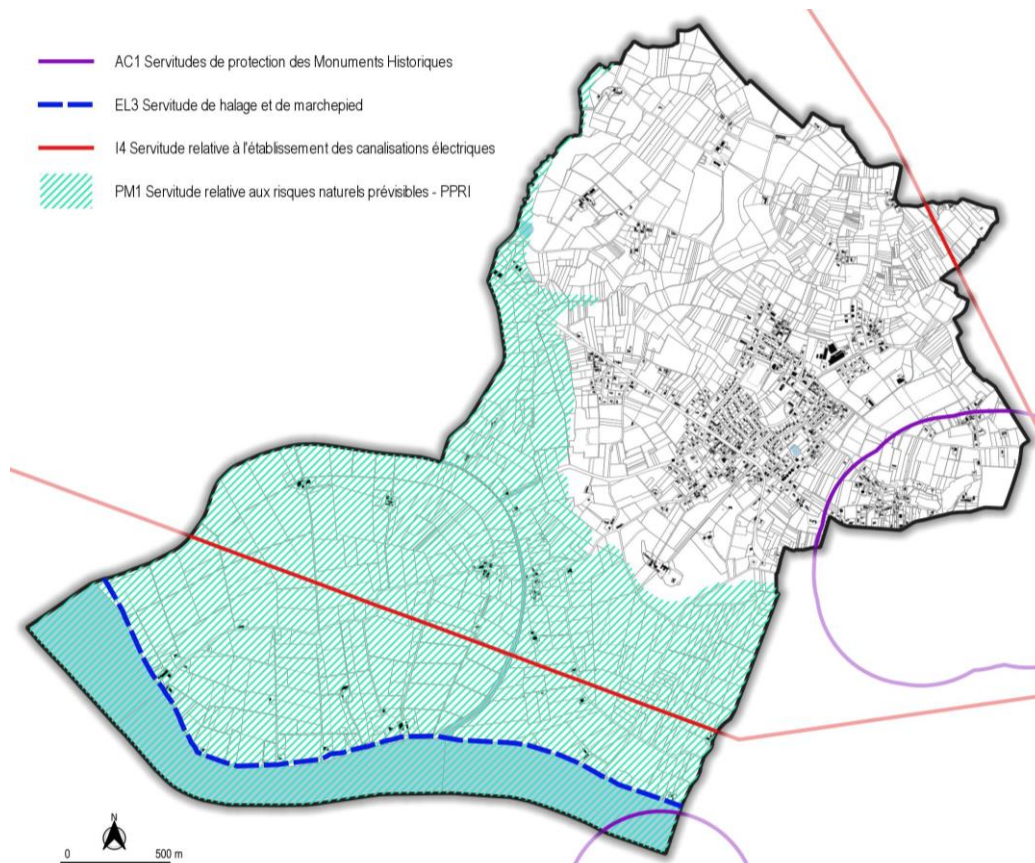 AC1 Servitudes de protection des Monuments Historiques
EL3 Servitude de halage et de marchepied
I4 Servitude relative à l'établissement des canalisations électriques
PM1 Servitude relative aux risques naturels prévisibles - PPRI
N
0 500 m